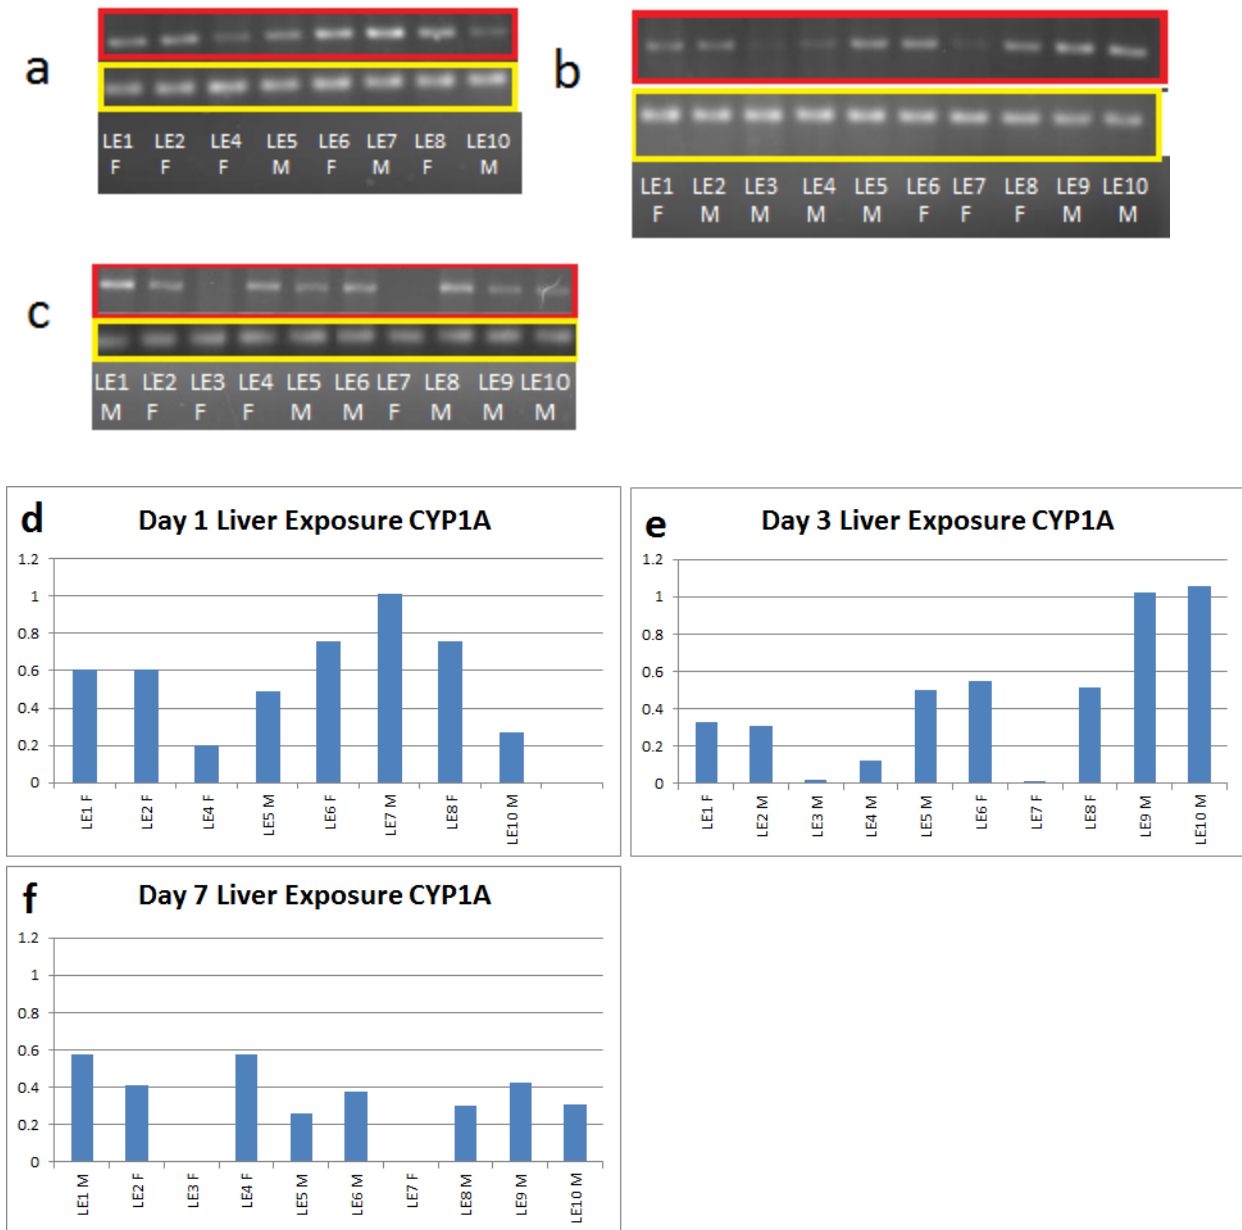 a
LE1 LE2 LE4 LE5 LE6 LE7 LE8 LE10
F F F M F M F M
b
LE1 LE2 LE3 LE4 LE5 LE6 LE7 LE8 LE9 LE10
F M M M M F F F M M
c
LE1 LE2 LE3 LE4 LE5 LE6 LE7 LE8 LE9 LE10
M F F F M M F M M M
d Day 1 Liver Exposure CYP1A
1.2
1
0.8
0.6
0.4
0.2
0
LE1 F LE2 F LE4 F LE5 M LE6 F LE7 M LE8 F LE10 M
e Day 3 Liver Exposure CYP1A
1.2
1
0.8
0.6
0.4
0.2
0
LE1 F LE2 M LE3 M LE4 M LE5 M LE6 F LE7 F LE8 F LE9 M LE10 M
f Day 7 Liver Exposure CYP1A
1.2
1
0.8
0.6
0.4
0.2
0
LE1 M LE2 F LE3 F LE4 F LE5 M LE6 M LE7 F LE8 M LE9 M LE10 M